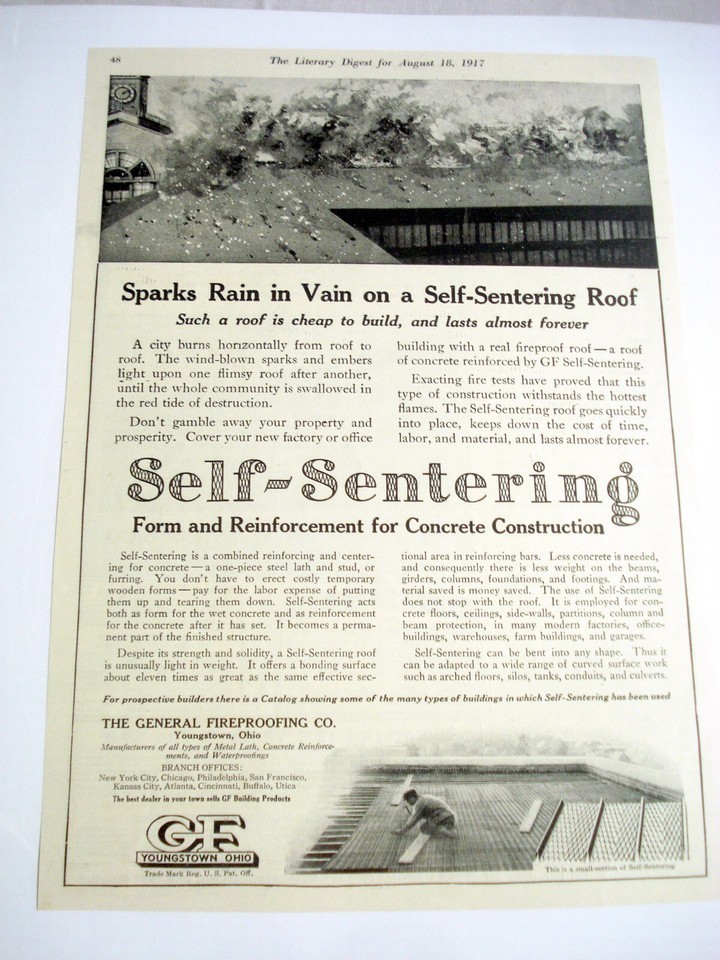 48
The Literary Digest for August 18, 1917
Sparks Rain in Vain on a Self-Sentering Roof
Such a roof is cheap to build, and lasts almost forever
A city burns horizontally from roof to
roof. The wind-blown sparks and embers
light upon one flimsy roof after another,
until the whole community is swallowed in
the red tide of destruction.
Don't gamble away your property and
prosperity. Cover your new factory or office
building with a real fireproof roof—a roof
of concrete reinforced by GF Self-Sentering.
Exacting fire tests have proved that this
type of construction withstands the hottest
flames. The Self-Sentering roof goes quickly
into place, keeps down the cost of time,
labor, and material, and lasts almost forever.
Self-Sentering
Form and Reinforcement for Concrete Construction
Self-Sentering is a combined reinforcing and center-
ing for concrete—a one-piece steel lath and stud, or
furring. You don't have to erect costly temporary
wooden forms—pay for the labor expense of putting
them up and tearing them down. Self-Sentering acts
both as form for the wet concrete and as reinforcement
for the concrete after it has set. It becomes a perma-
nent part of the finished structure.
Despite its strength and solidity, a Self-Sentering roof
is unusually light in weight. It offers a bonding surface
about eleven times as great as the same effective sec-
tional area in reinforcing bars. Less concrete is needed,
and consequently there is less weight on the beams,
girders, columns, foundations, and footings. And ma-
terial saved is money saved. The use of Self-Sentering
does not stop with the roof. It is employed for con-
crete floors, ceilings, side-walls, partitions, column and
beam protection, in many modern factories, office-
buildings, warehouses, farm buildings, and garages.
Self-Sentering can be bent into any shape. Thus it
can be adapted to a wide range of curved surface work
such as arched floors, silos, tanks, conduits, and culverts.
For prospective builders there is a Catalog showing some of the many types of buildings in which Self-Sentering has been used
THE GENERAL FIREPROOFING CO.
Youngstown, Ohio
Manufacturers of all types of Metal Lath, Concrete Reinforce-
ments, and Waterproofings
BRANCH OFFICES:
New York City, Chicago, Philadelphia, San Francisco,
Kansas City, Atlanta, Cincinnati, Buffalo, Utica
The best dealer in your town sells GF Building Products
GF
YOUNGSTOWN OHIO
Trade Mark Reg. U. S. Pat. Off.
This is a small section of Self-Sentering